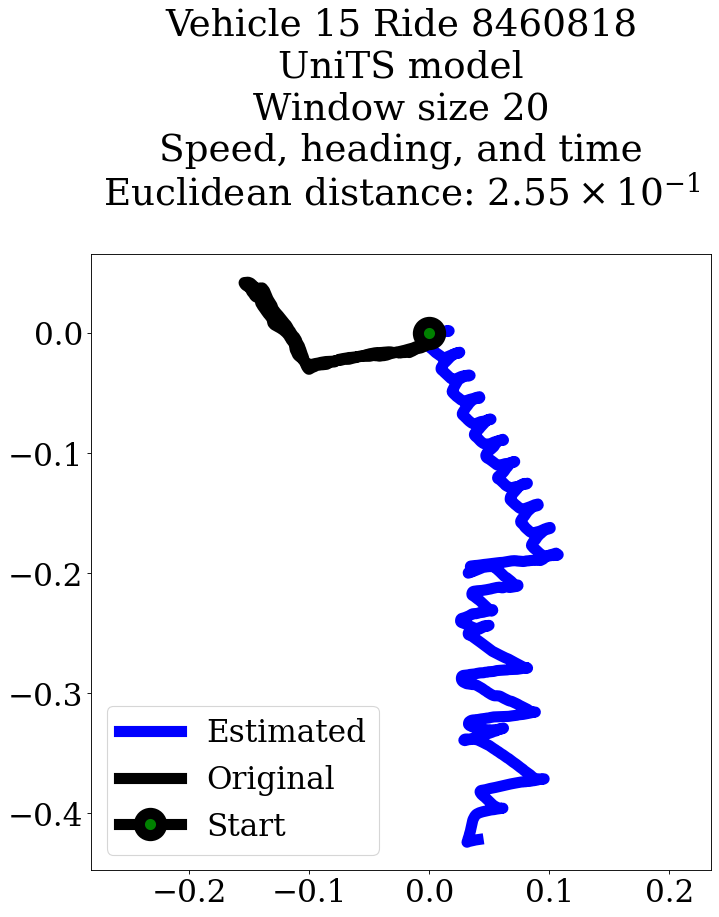 Vehicle 15 Ride 8460818
UniTS model
Window size 20
Speed, heading, and time
Euclidean distance: 2.55 × 10⁻¹
0.0
−0.1
−0.2
−0.3
−0.4
Estimated
Original
Start
−0.2 −0.1 0.0 0.1 0.2